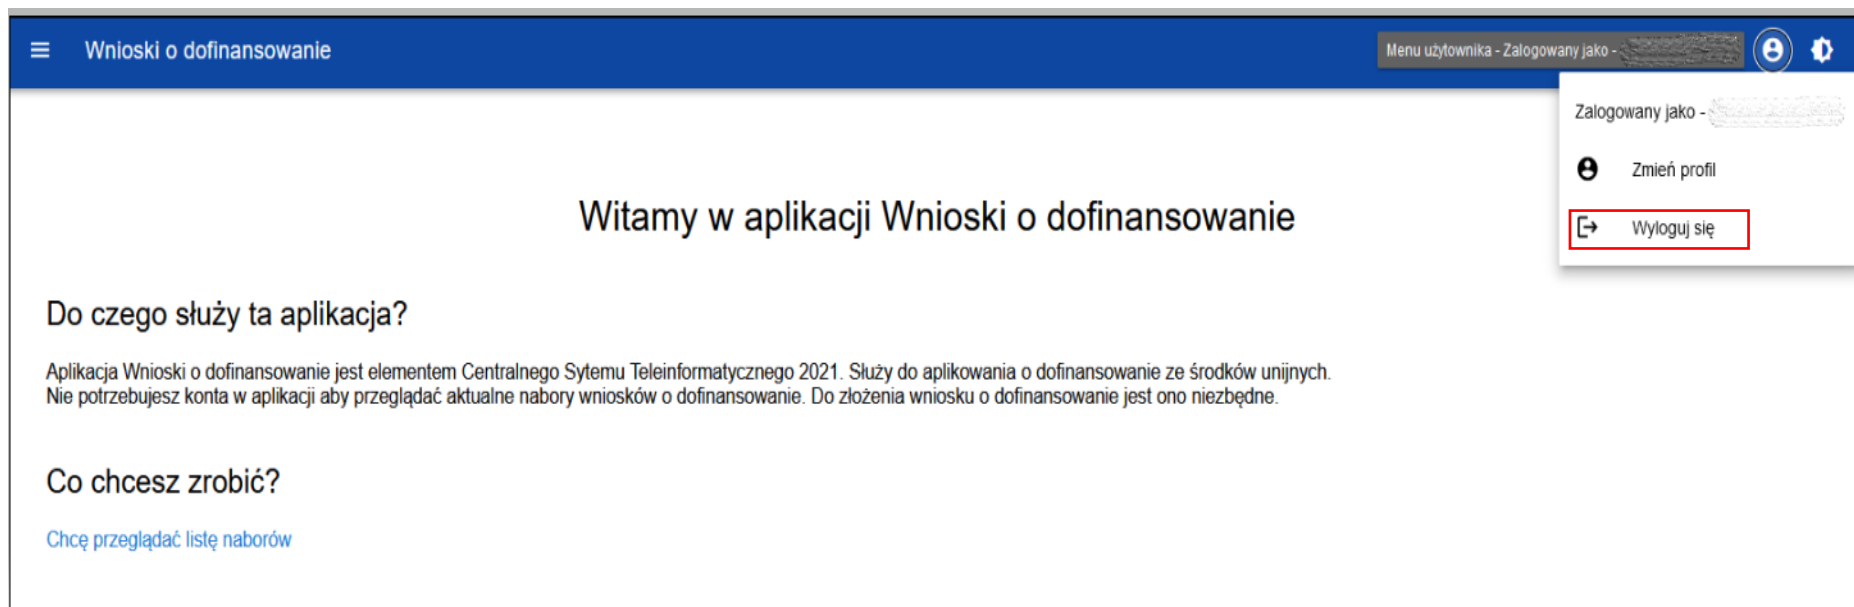 Wnioski o dofinansowanie
Menu użytownika - Zalogowany jako -
Zalogowany jako -
Zmień profil
Wyloguj się
Witamy w aplikacji Wnioski o dofinansowanie
Do czego służy ta aplikacja?
Aplikacja Wnioski o dofinansowanie jest elementem Centralnego Sytemu Teleinformatycznego 2021. Służy do aplikowania o dofinansowanie ze środków unijnych.
Nie potrzebujesz konta w aplikacji aby przeglądać aktualne nabory wniosków o dofinansowanie. Do złożenia wniosku o dofinansowanie jest ono niezbędne.
Co chcesz zrobić?
Chcę przeglądać listę naborów